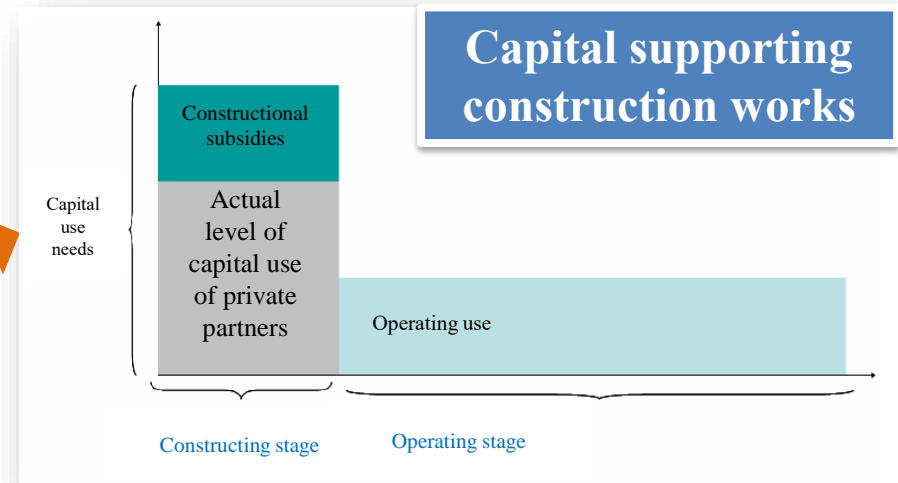 Capital supporting
construction works
Constructional
subsidies
Capital
use
needs
Actual
level of
capital use
of private
partners
Operating use
Constructing stage
Operating stage